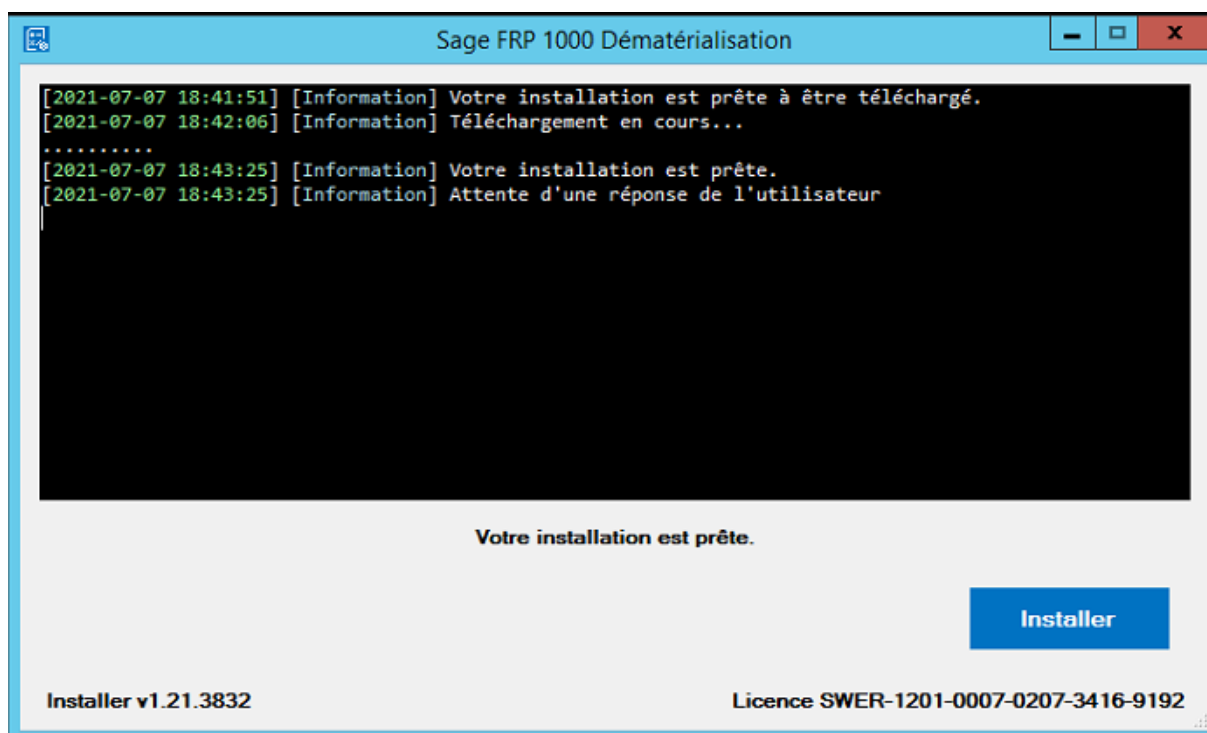 Sage FRP 1000 Dématérialisation
[2021-07-07 18:41:51] [Information] Votre installation est prête à être téléchargé.
[2021-07-07 18:42:06] [Information] Téléchargement en cours...
..........
[2021-07-07 18:43:25] [Information] Votre installation est prête.
[2021-07-07 18:43:25] [Information] Attente d'une réponse de l'utilisateur
Votre installation est prête.
Installer
Installer v1.21.3832
Licence SWER-1201-0007-0207-3416-9192